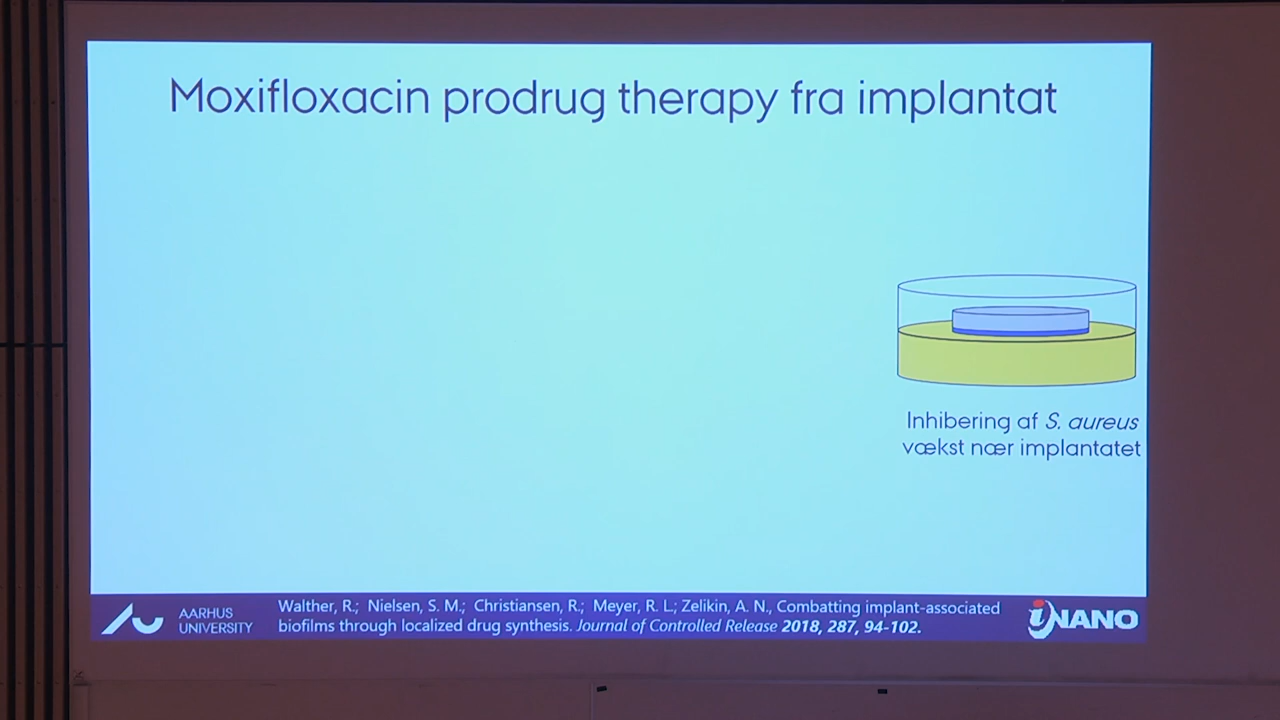 Moxifloxacin prodrug therapy fra implantat
Inhibering af S. aureus
vækst nær implantatet
AARHUS
UNIVERSITY
Walther, R.; Nielsen, S. M.; Christiansen, R.; Meyer, R. L.; Zelikin, A. N., Combatting implant-associated
biofilms through localized drug synthesis. Journal of Controlled Release 2018, 287, 94-102.
iNANO